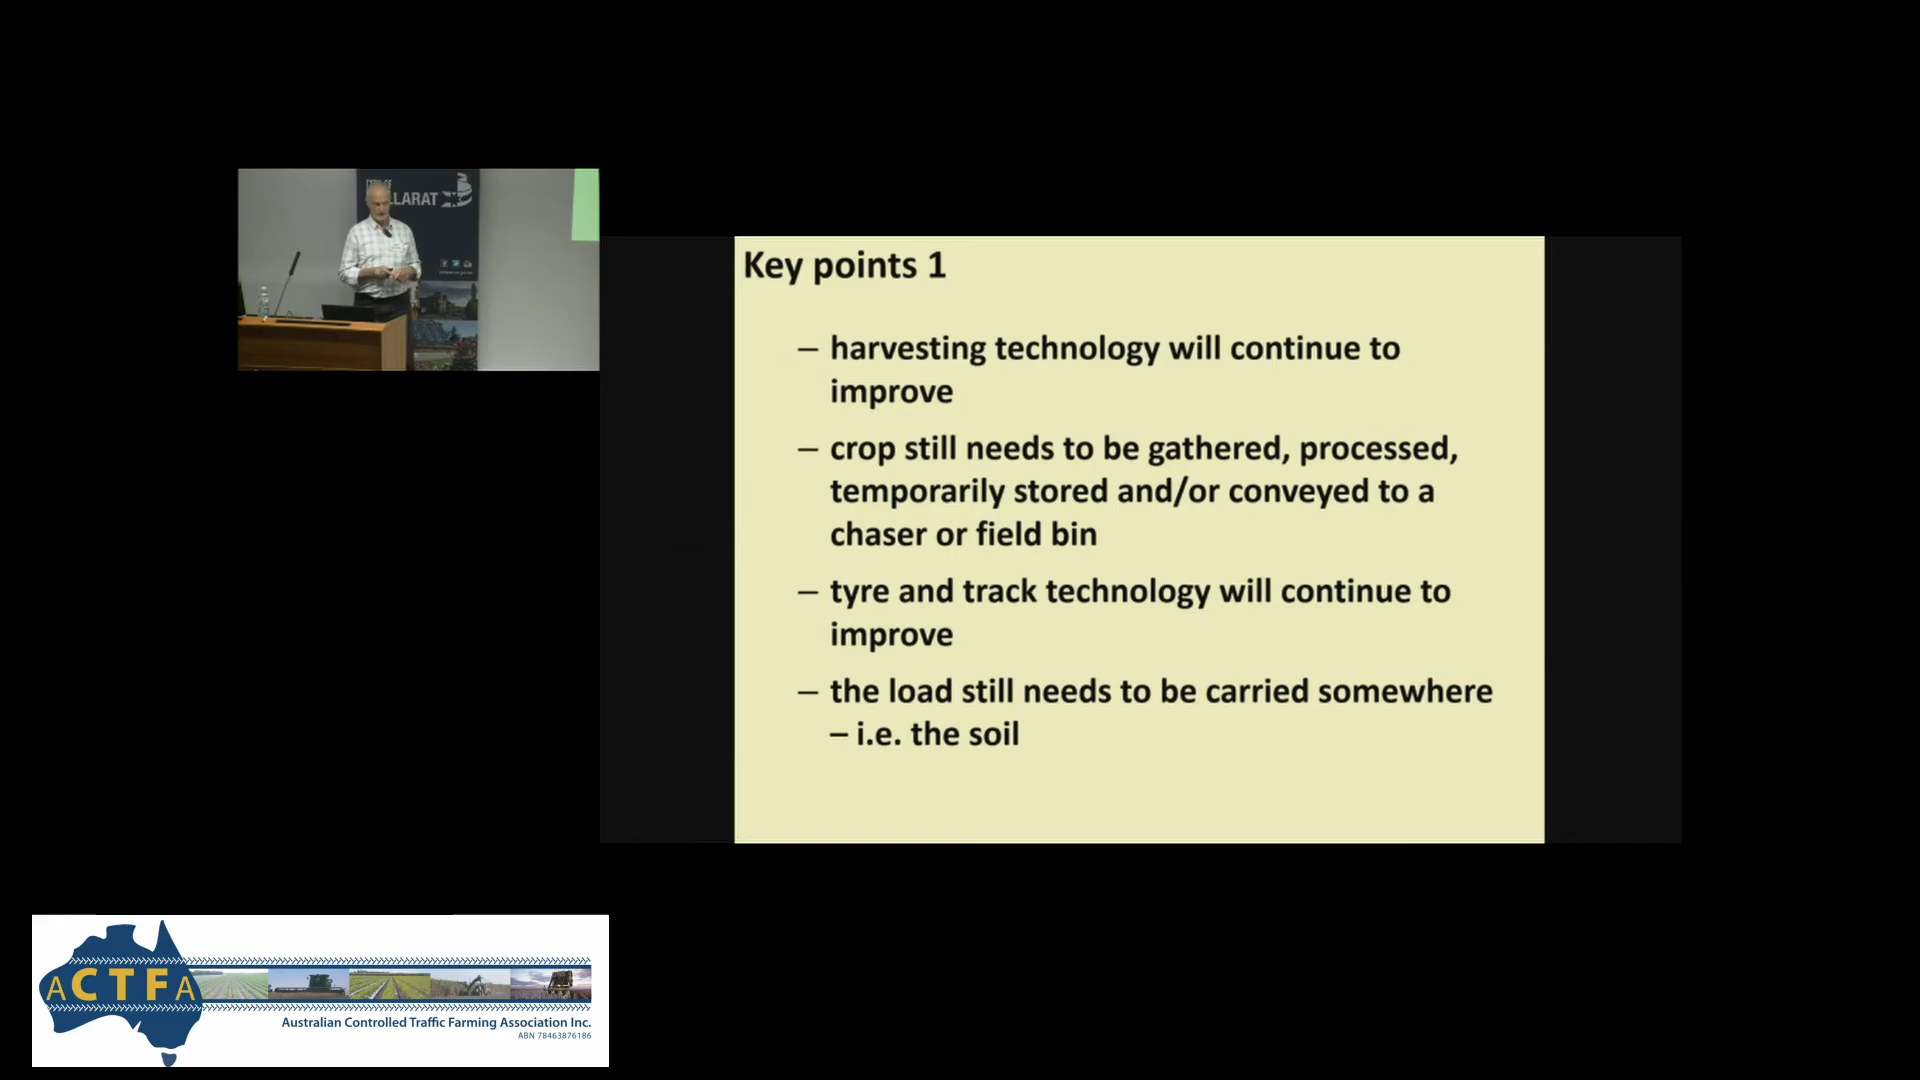 LLARAT
Key points 1
– harvesting technology will continue to
improve
– crop still needs to be gathered, processed,
temporarily stored and/or conveyed to a
chaser or field bin
– tyre and track technology will continue to
improve
– the load still needs to be carried somewhere
– i.e. the soil
ACTFA
Australian Controlled Traffic Farming Association Inc.
ABN 78463876186